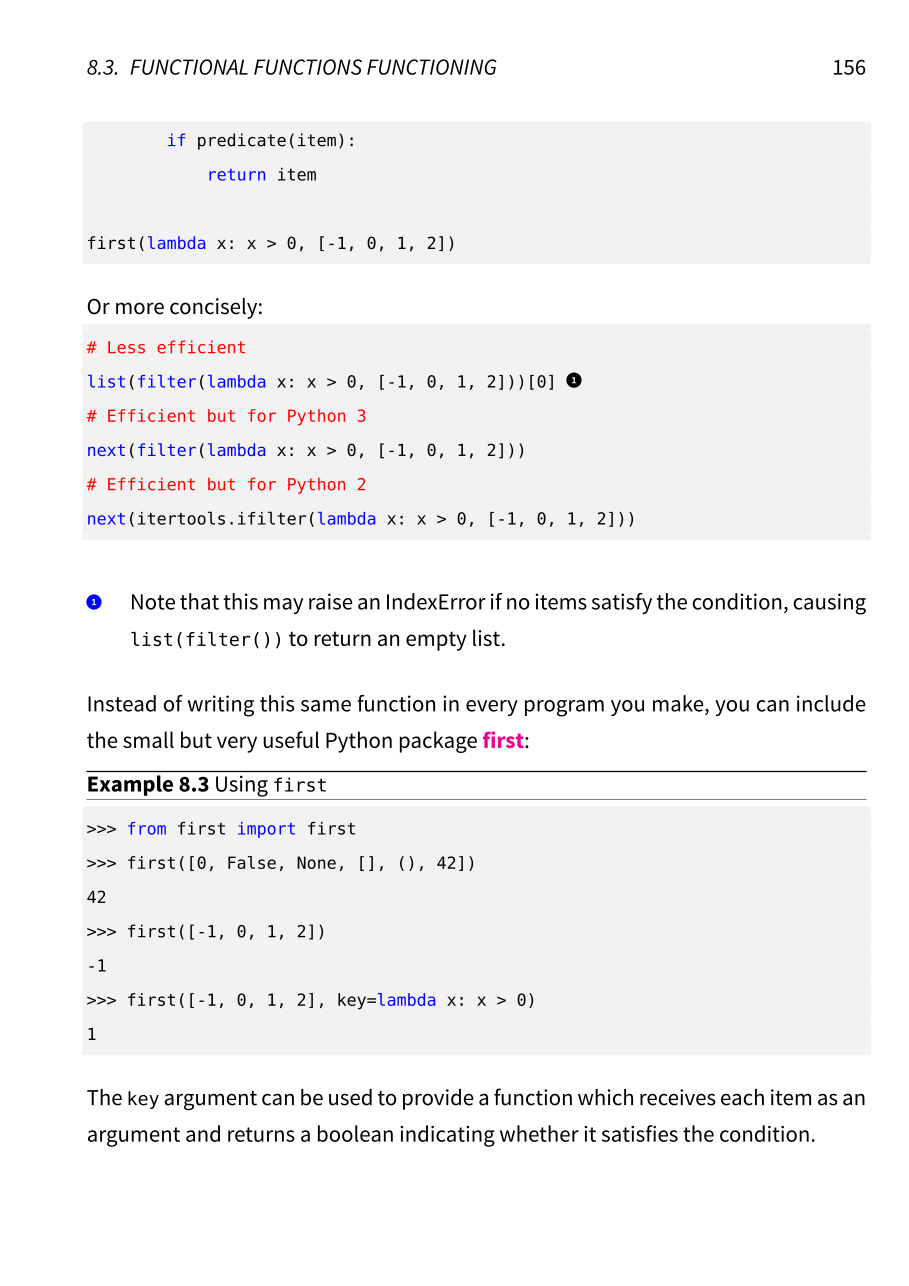 8.3. FUNCTIONAL FUNCTIONS FUNCTIONING 156
        if predicate(item):
            return item
first(lambda x: x > 0, [-1, 0, 1, 2])
Or more concisely:
# Less efficient
list(filter(lambda x: x > 0, [-1, 0, 1, 2]))[0] 1
# Efficient but for Python 3
next(filter(lambda x: x > 0, [-1, 0, 1, 2]))
# Efficient but for Python 2
next(itertools.ifilter(lambda x: x > 0, [-1, 0, 1, 2]))
1 Note that this may raise an IndexError if no items satisfy the condition, causing
list(filter()) to return an empty list.
Instead of writing this same function in every program you make, you can include
the small but very useful Python package first:
Example 8.3 Using first
>>> from first import first
>>> first([0, False, None, [], (), 42])
42
>>> first([-1, 0, 1, 2])
-1
>>> first([-1, 0, 1, 2], key=lambda x: x > 0)
1
The key argument can be used to provide a function which receives each item as an
argument and returns a boolean indicating whether it satisfies the condition.